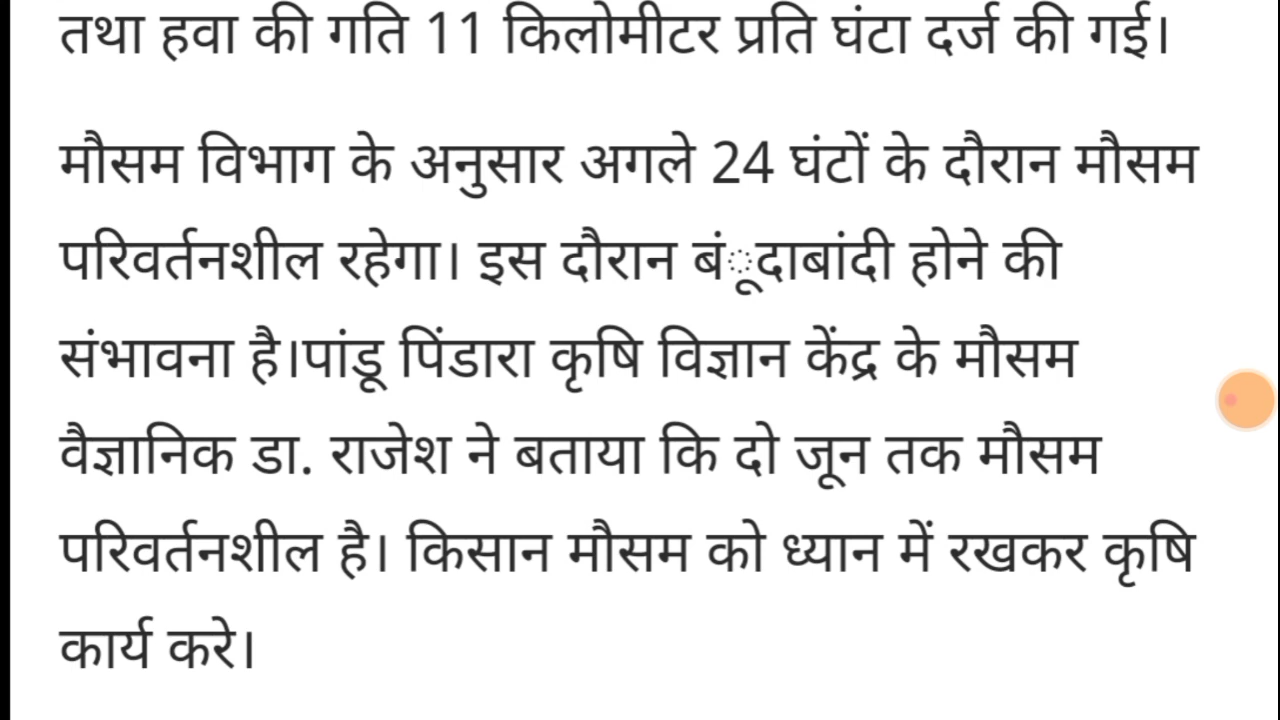 तथा हवा की गति 11 किलोमीटर प्रति घंटा दर्ज की गई।
मौसम विभाग के अनुसार अगले 24 घंटों के दौरान मौसम
परिवर्तनशील रहेगा। इस दौरान बंूदाबांदी होने की
संभावना है।पांडू पिंडारा कृषि विज्ञान केंद्र के मौसम
वैज्ञानिक डा. राजेश ने बताया कि दो जून तक मौसम
परिवर्तनशील है। किसान मौसम को ध्यान में रखकर कृषि
कार्य करे।